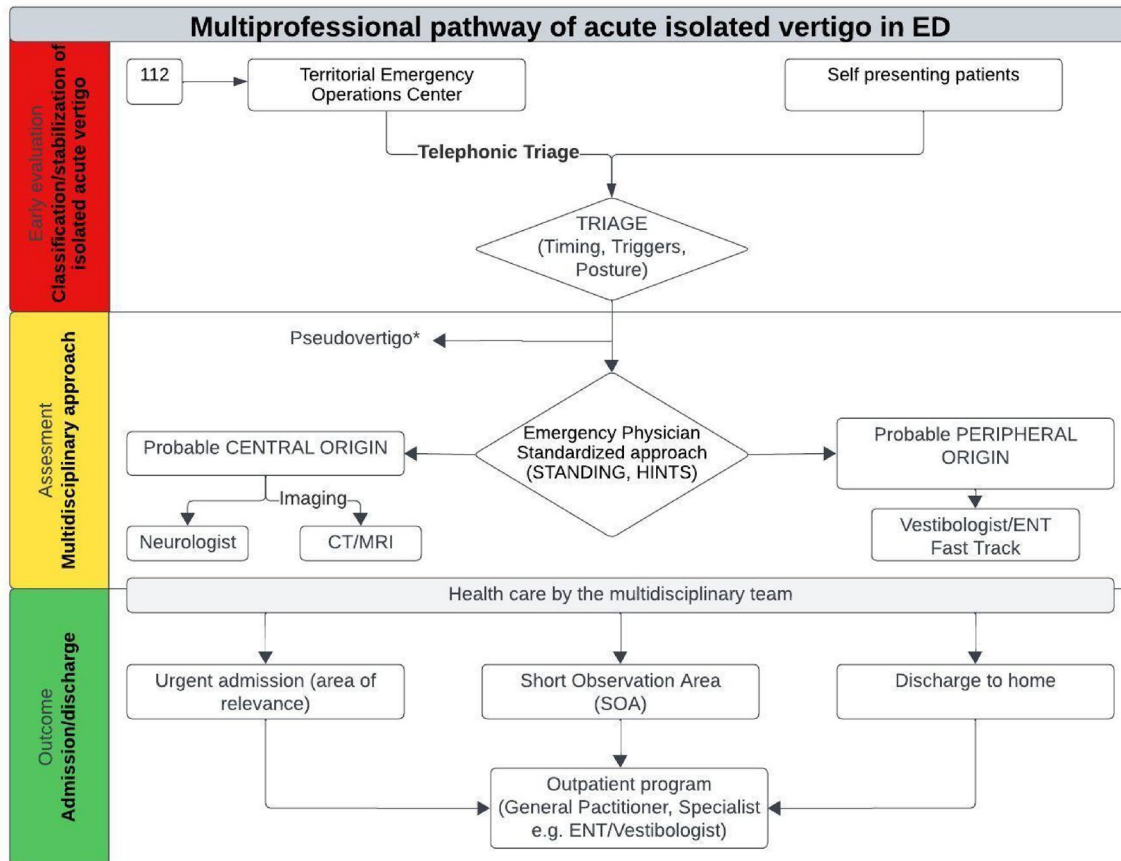 Multiprofessional pathway of acute isolated vertigo in ED
Early evaluation
Classification/stabilization of
isolated acute vertigo
112
Territorial Emergency
Operations Center
Self presenting patients
Telephonic Triage
TRIAGE
(Timing, Triggers,
Posture)
Assesment
Multidisciplinary approach
Pseudovertigo*
Probable CENTRAL ORIGIN
Emergency Physician
Standardized approach
(STANDING, HINTS)
Probable PERIPHERAL
ORIGIN
Imaging
Neurologist
CT/MRI
Vestibologist/ENT
Fast Track
Outcome
Admission/discharge
Health care by the multidisciplinary team
Urgent admission (area of
relevance)
Short Observation Area
(SOA)
Discharge to home
Outpatient program
(General Pactitioner, Specialist
e.g. ENT/Vestibologist)